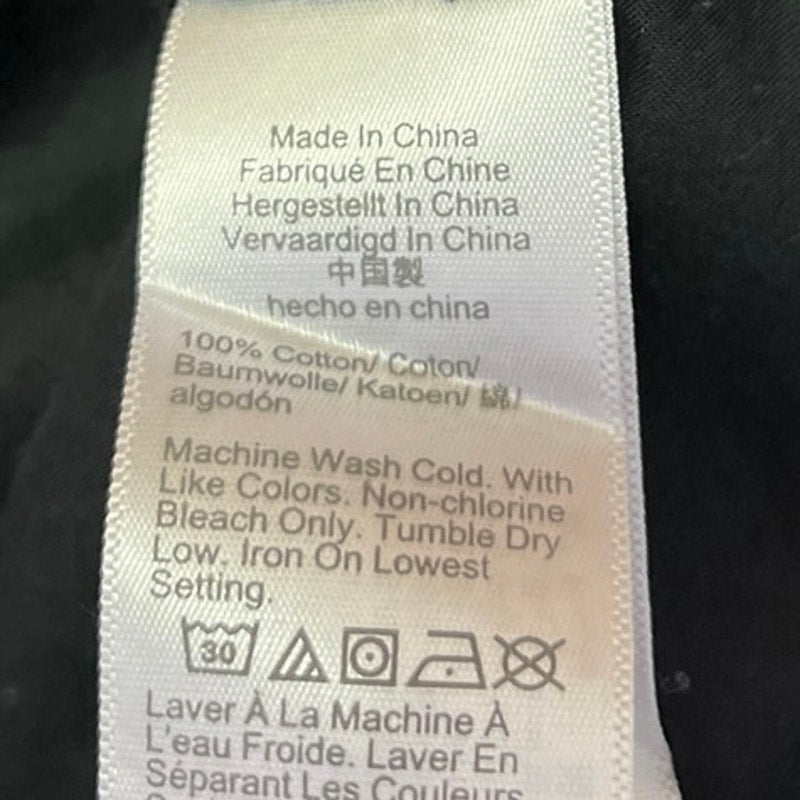 Made In China
Fabriqué En Chine
Hergestellt In China
Vervaardigd In China
中国製
hecho en china
100% Cotton/ Coton/
Baumwolle/ Katoen/ 綿/
algodón
Machine Wash Cold. With
Like Colors. Non-chlorine
Bleach Only. Tumble Dry
Low. Iron On Lowest
Setting.
30
Laver À La Machine À
L'eau Froide. Laver En
Séparant Les Couleurs